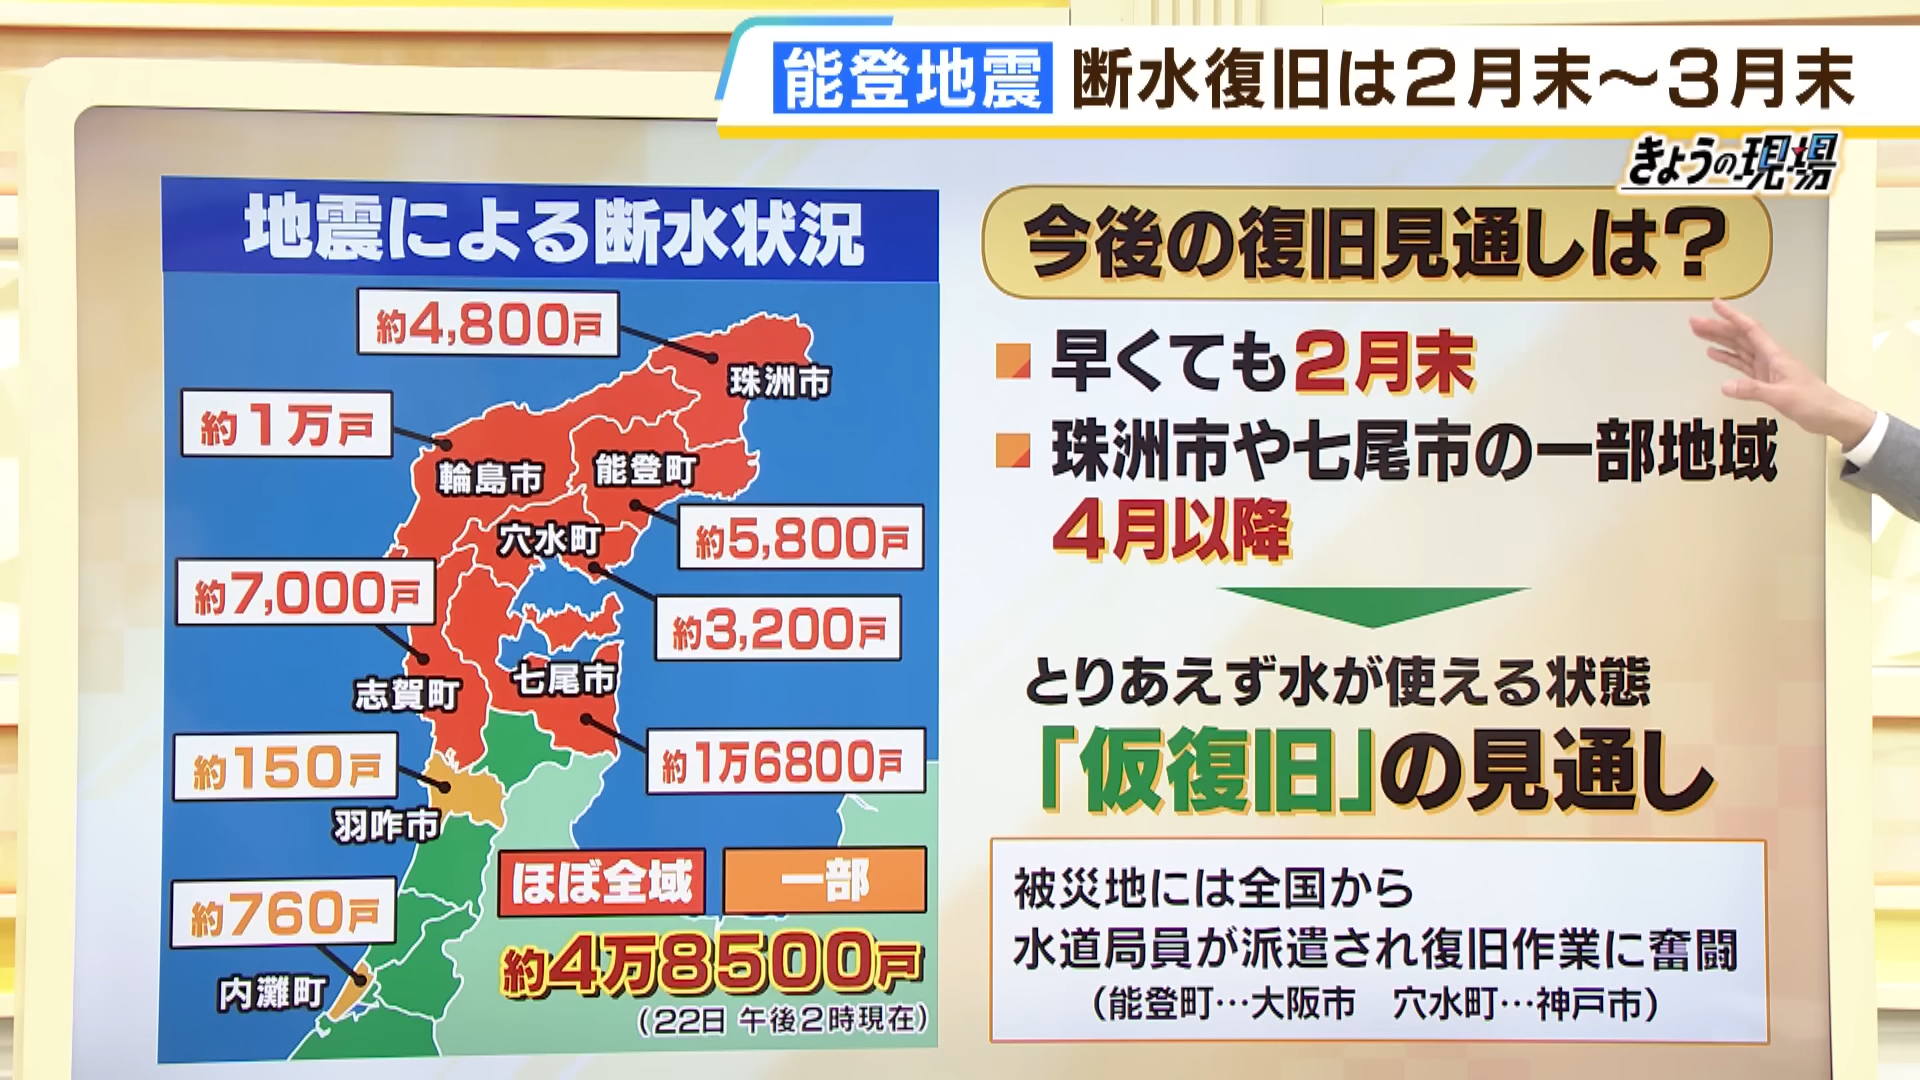 能登地震 断水復旧は2月末～3月末
きょうの現場
地震による断水状況
約4,800戸
珠洲市
約1万戸
輪島市
能登町
穴水町
約5,800戸
約7,000戸
約3,200戸
志賀町
七尾市
約150戸
約1万6800戸
羽咋市
ほぼ全域
一部
約760戸
内灘町
約4万8500戸
(22日 午後2時現在)
今後の復旧見通しは?
早くても2月末
珠洲市や七尾市の一部地域
4月以降
とりあえず水が使える状態
「仮復旧」の見通し
被災地には全国から
水道局員が派遣され復旧作業に奮闘
(能登町…大阪市 穴水町…神戸市)